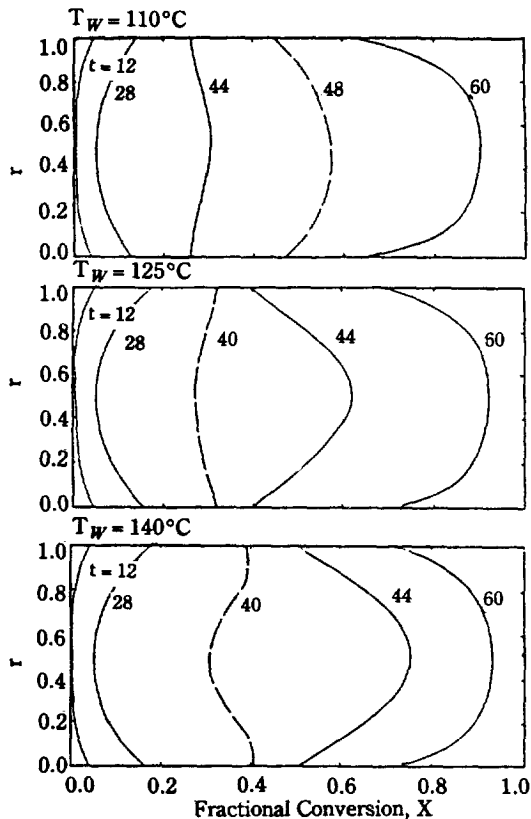 T_W = 110°C
1.0
0.8
0.6
0.4
0.2
0.0
r
t = 12
28
44
48
60
T_W = 125°C
1.0
0.8
0.6
0.4
0.2
0.0
r
t = 12
28
40
44
60
T_W = 140°C
1.0
0.8
0.6
0.4
0.2
0.0
r
t = 12
28
40
44
60
0.0 0.2 0.4 0.6 0.8 1.0
Fractional Conversion, X